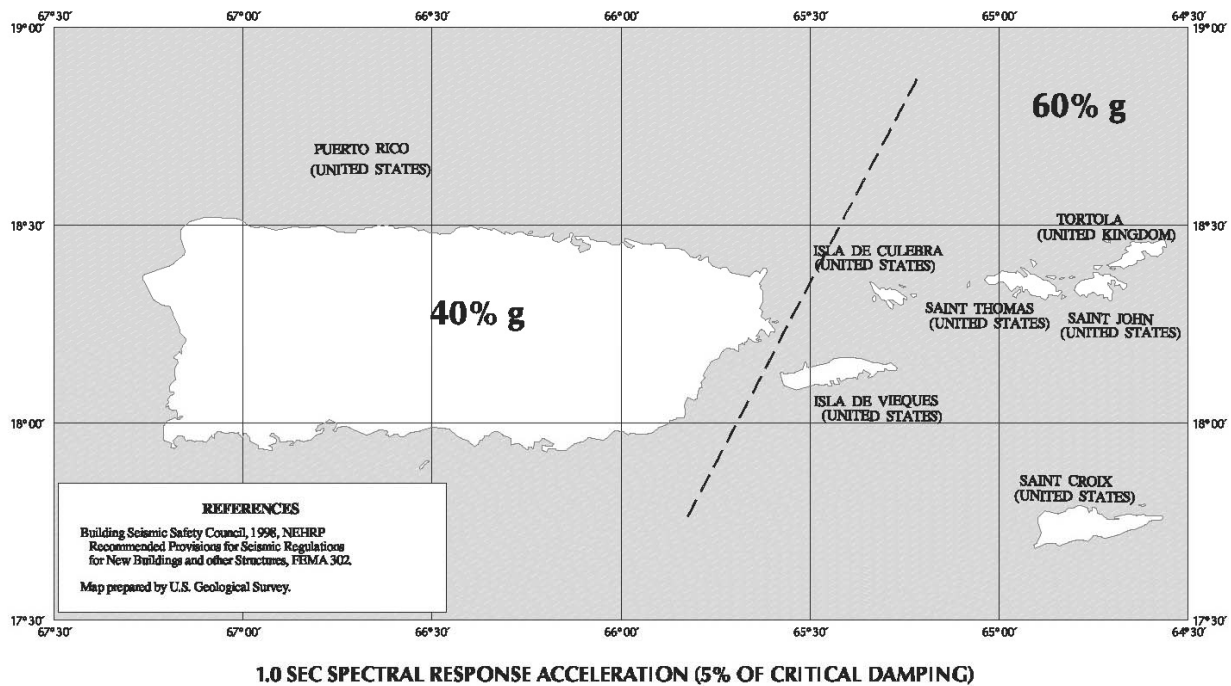 67°30' 67°00' 66°30' 66°00' 65°30' 65°00' 64°30'
19°00' 19°00'
60% g
PUERTO RICO
(UNITED STATES)
18°30' 18°30'
TORTOLA
(UNITED KINGDOM)
ISLA DE CULEBRA
(UNITED STATES)
40% g
SAINT THOMAS
(UNITED STATES)
SAINT JOHN
(UNITED STATES)
ISLA DE VIEQUES
(UNITED STATES)
18°00' 18°00'
SAINT CROIX
(UNITED STATES)
REFERENCES
Building Seismic Safety Council, 1998, NEHRP
Recommended Provisions for Seismic Regulations
for New Buildings and other Structures, FEMA 302.
Map prepared by U.S. Geological Survey.
17°30' 17°30'
67°30' 67°00' 66°30' 66°00' 65°30' 65°00' 64°30'
1.0 SEC SPECTRAL RESPONSE ACCELERATION (5% OF CRITICAL DAMPING)